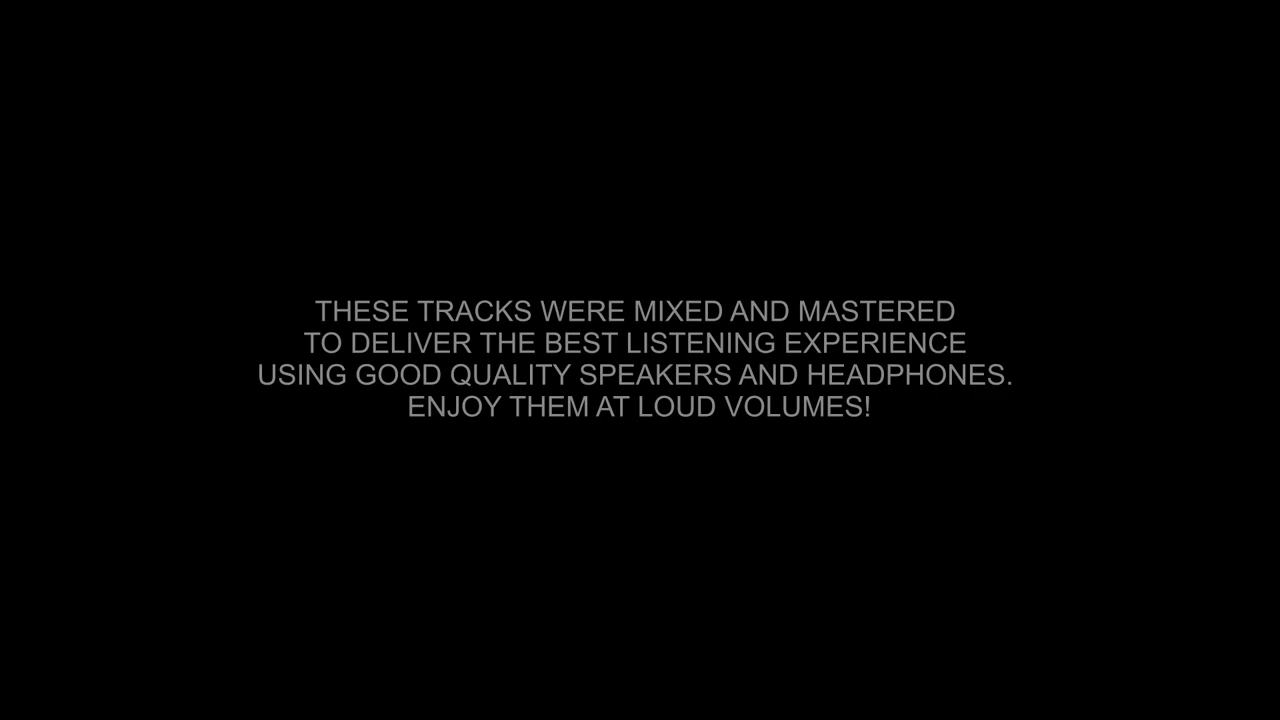 THESE TRACKS WERE MIXED AND MASTERED
TO DELIVER THE BEST LISTENING EXPERIENCE
USING GOOD QUALITY SPEAKERS AND HEADPHONES.
ENJOY THEM AT LOUD VOLUMES!